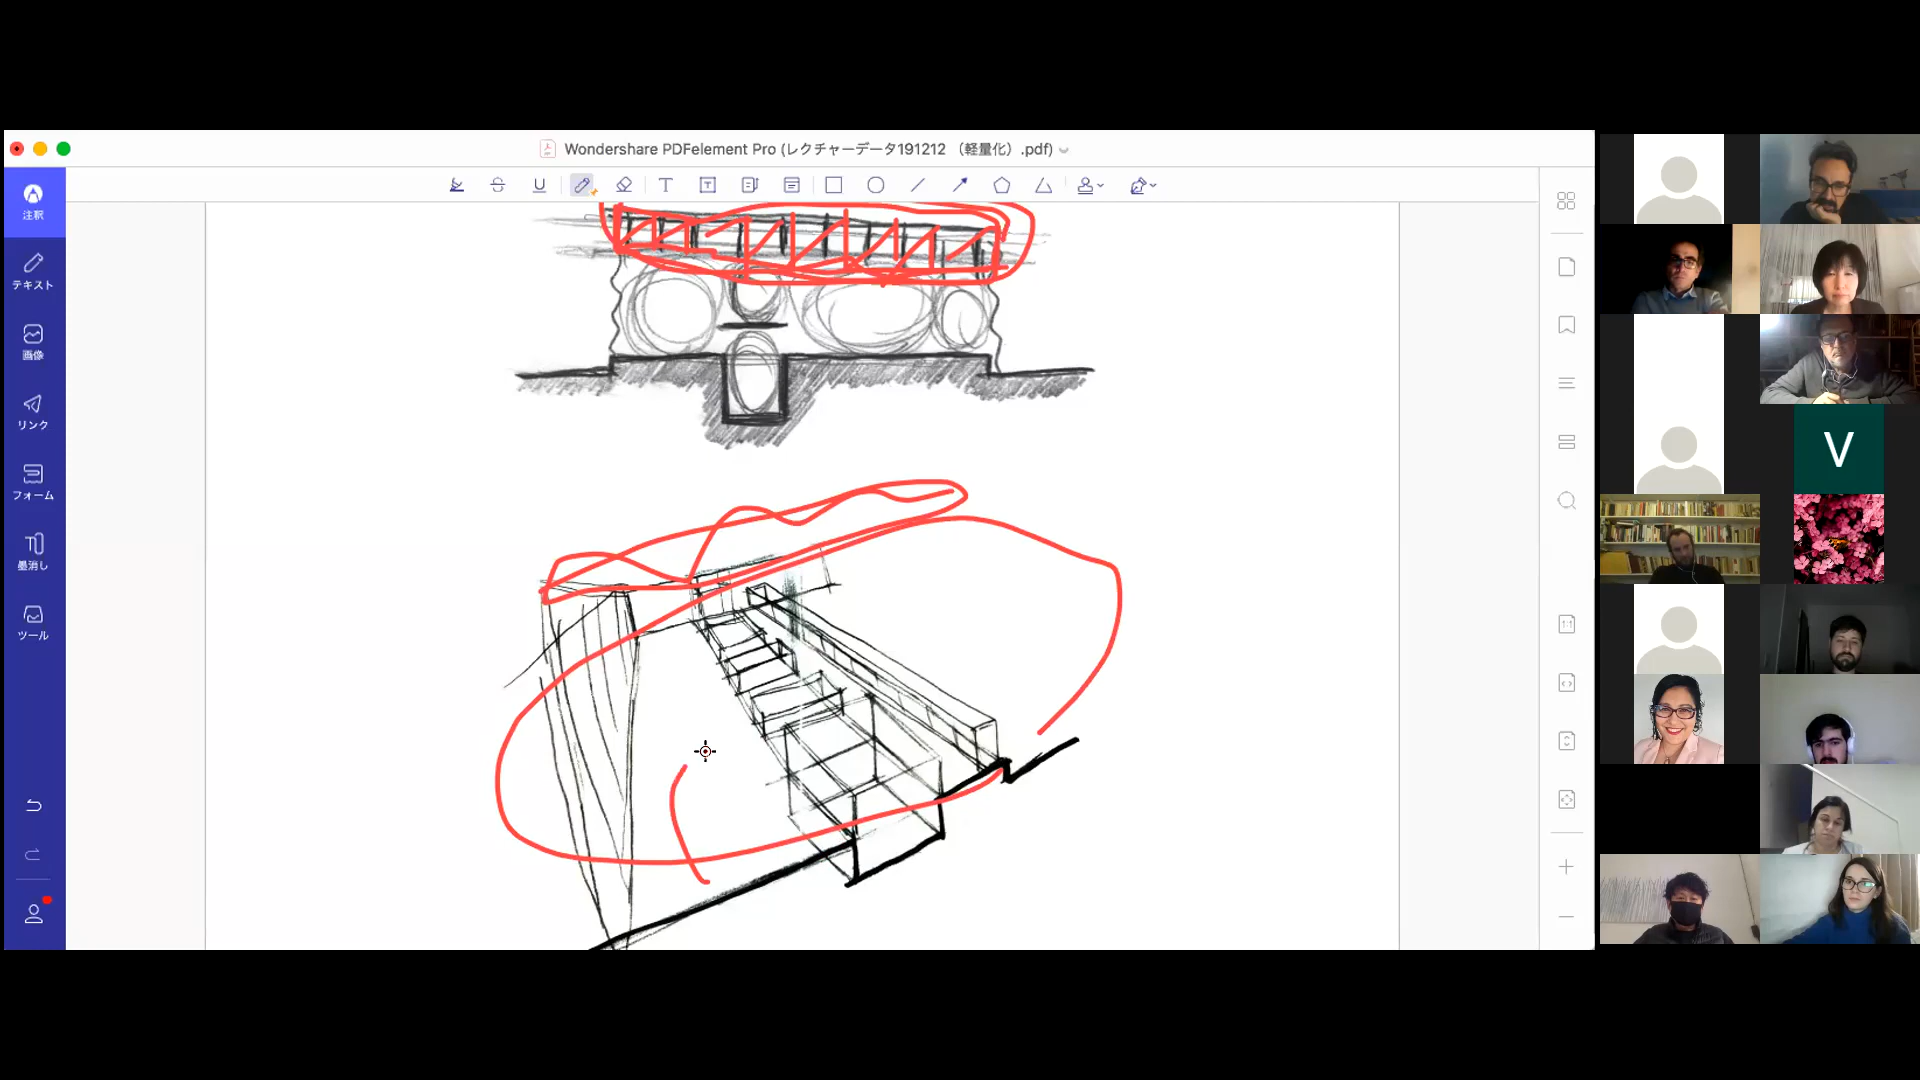 Wondershare PDFelement Pro (レクチャーデータ191212 （軽量化）.pdf)
注釈
テキスト
画像
リンク
フォーム
墨消し
ツール
V